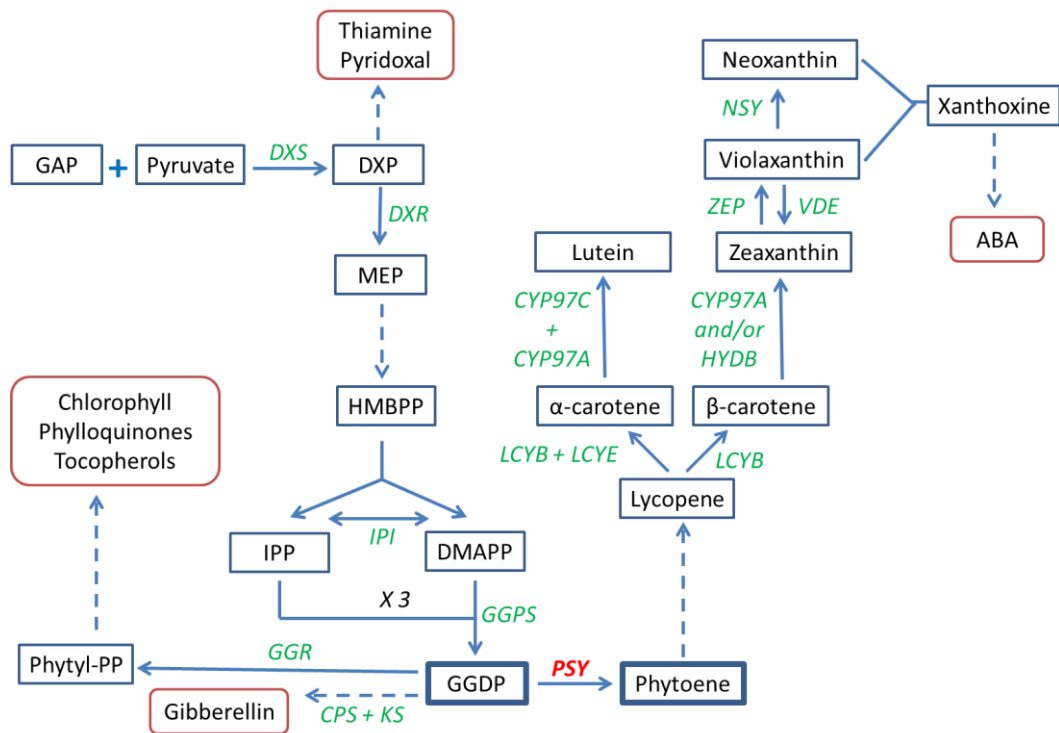 Thiamine
Pyridoxal
GAP
+
Pyruvate
DXS
DXP
DXR
MEP
HMBPP
IPP
IPI
DMAPP
X 3
GGPS
Chlorophyll
Phylloquinones
Tocopherols
Phytyl-PP
GGR
GGDP
Gibberellin
CPS + KS
PSY
Phytoene
Lycopene
LCYB + LCYE
LCYB
α-carotene
β-carotene
CYP97C
+
CYP97A
CYP97A
and/or
HYDB
Lutein
Zeaxanthin
ZEP
VDE
Violaxanthin
NSY
Neoxanthin
Xanthoxine
ABA